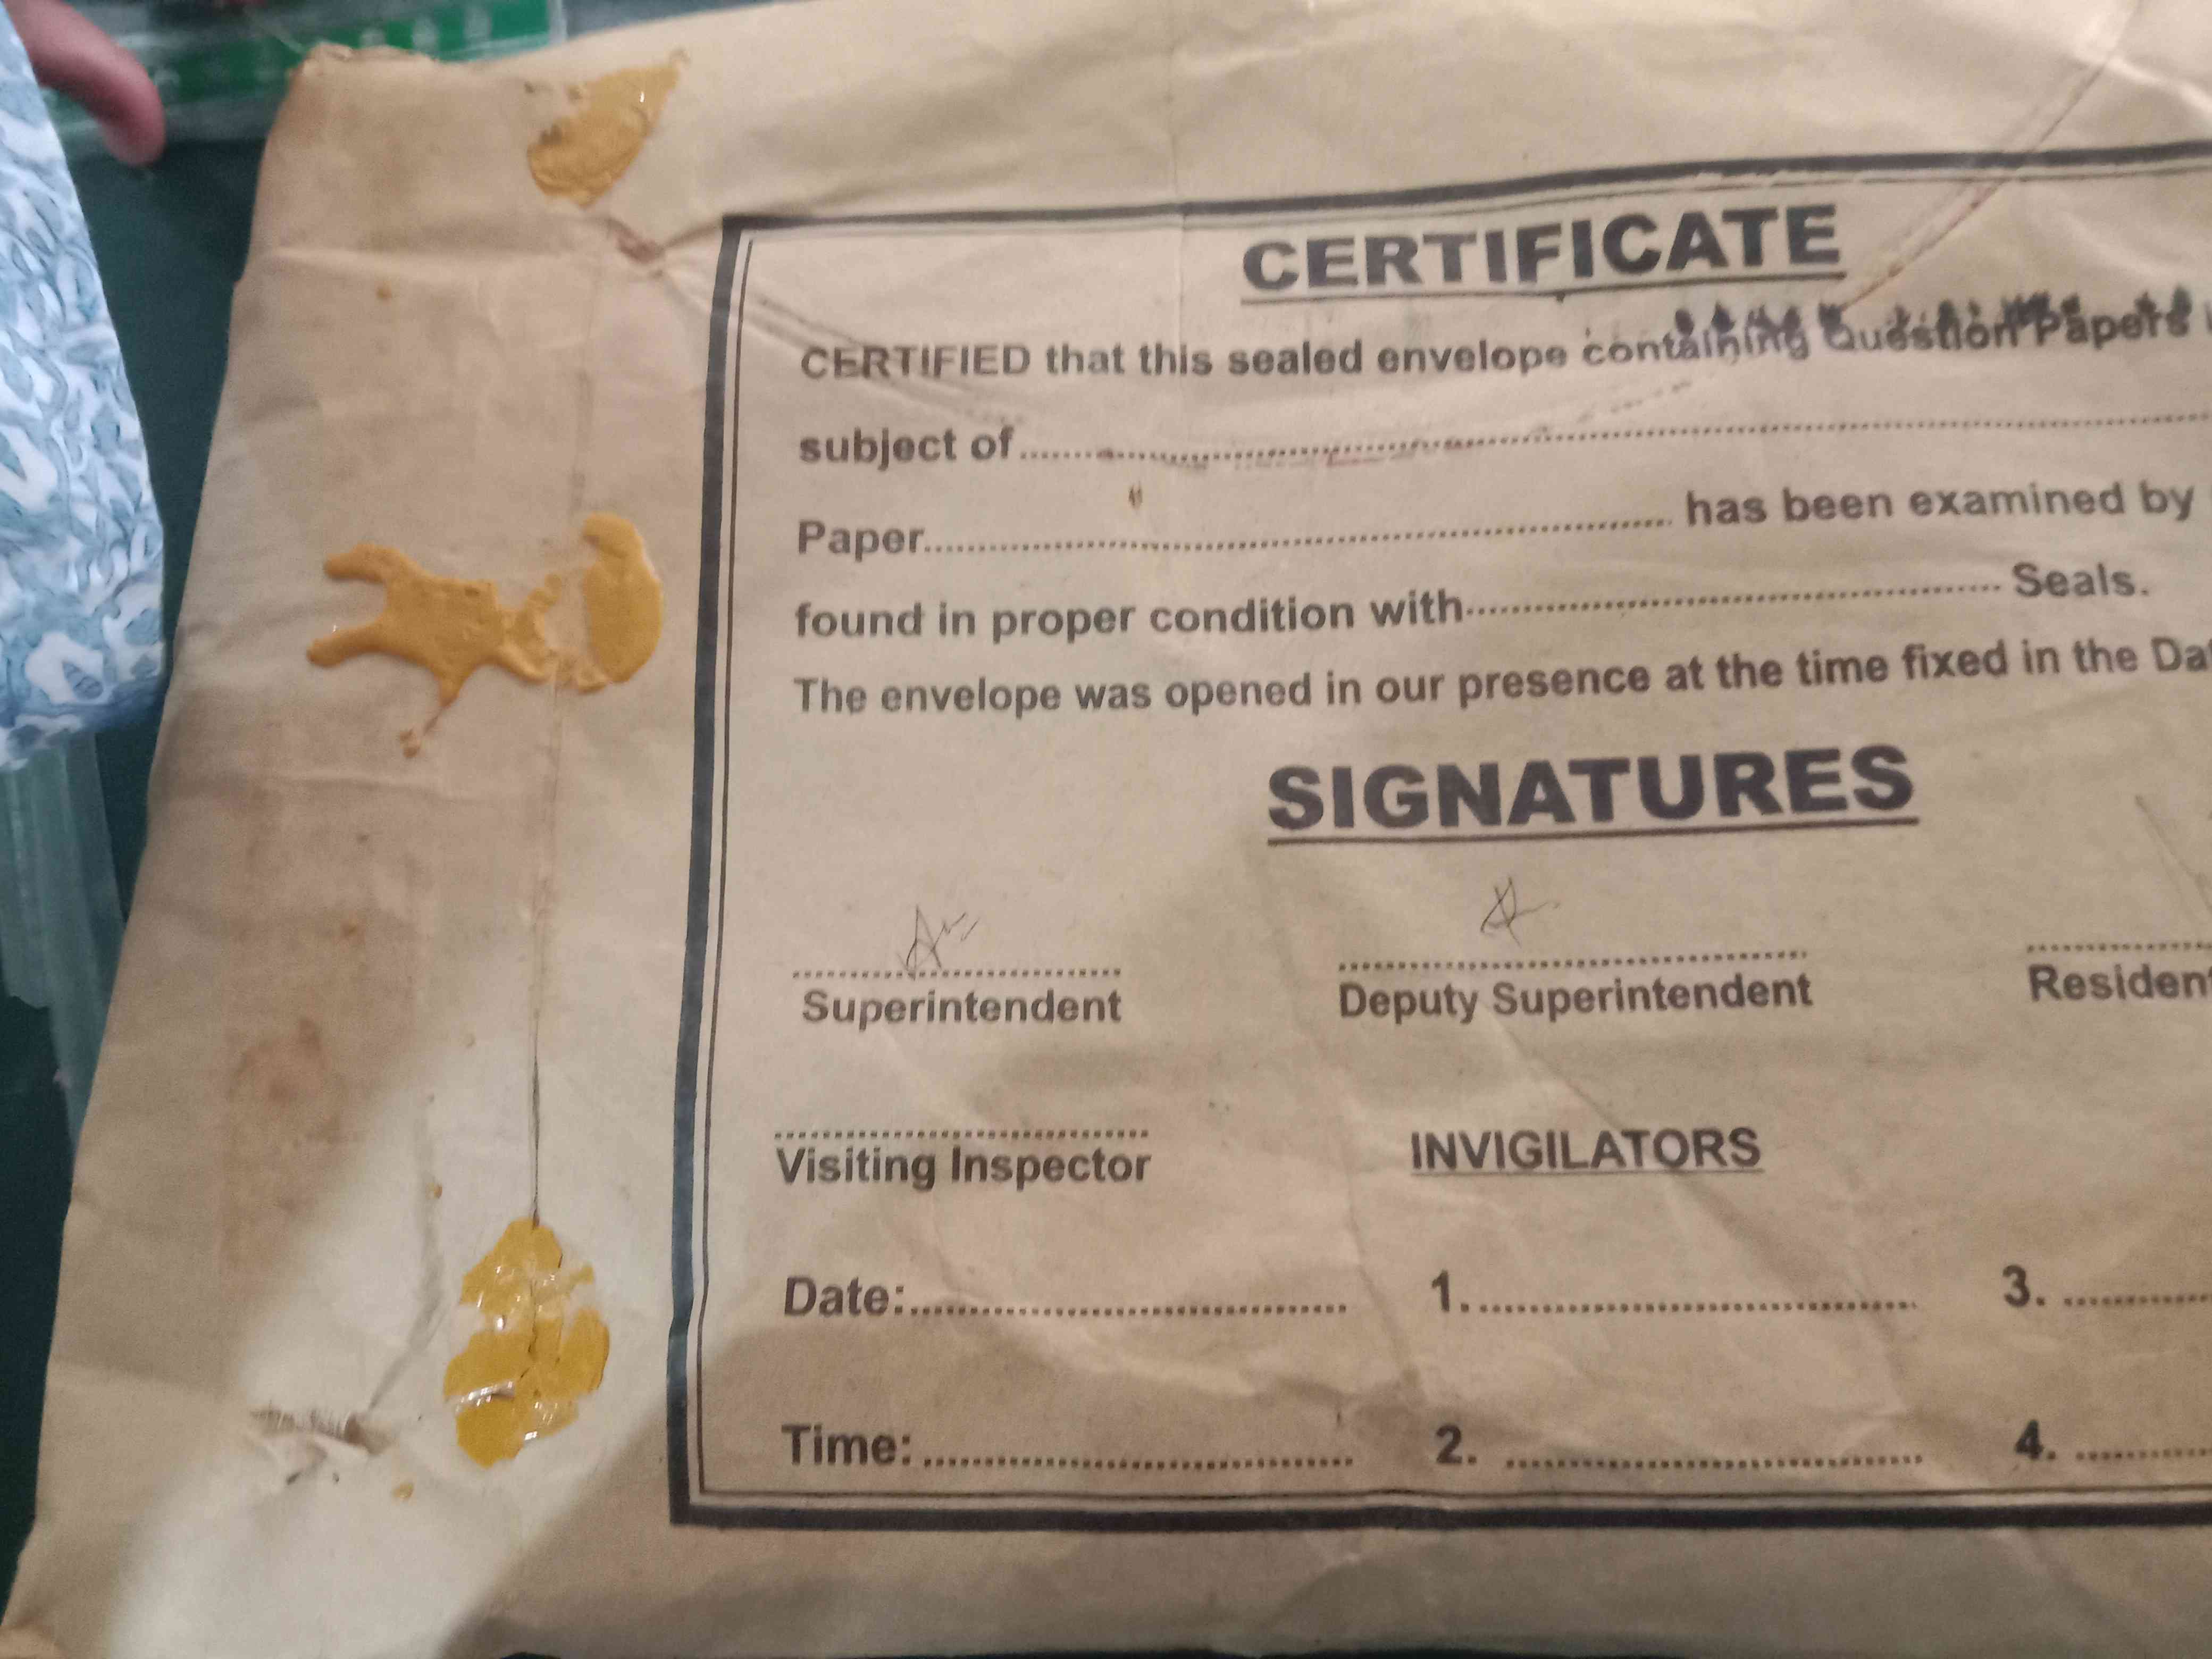 CERTIFICATE
CERTIFIED that this sealed envelope containing Question Papers
subject of........................................
Paper........................................ has been examined by
found in proper condition with.............................. Seals.
The envelope was opened in our presence at the time fixed in the Dat
SIGNATURES
Superintendent Deputy Superintendent Resident
Visiting Inspector INVIGILATORS
Date:.............................. 1............................... 3. ..........
Time: .............................. 2. .............................. 4. ..........